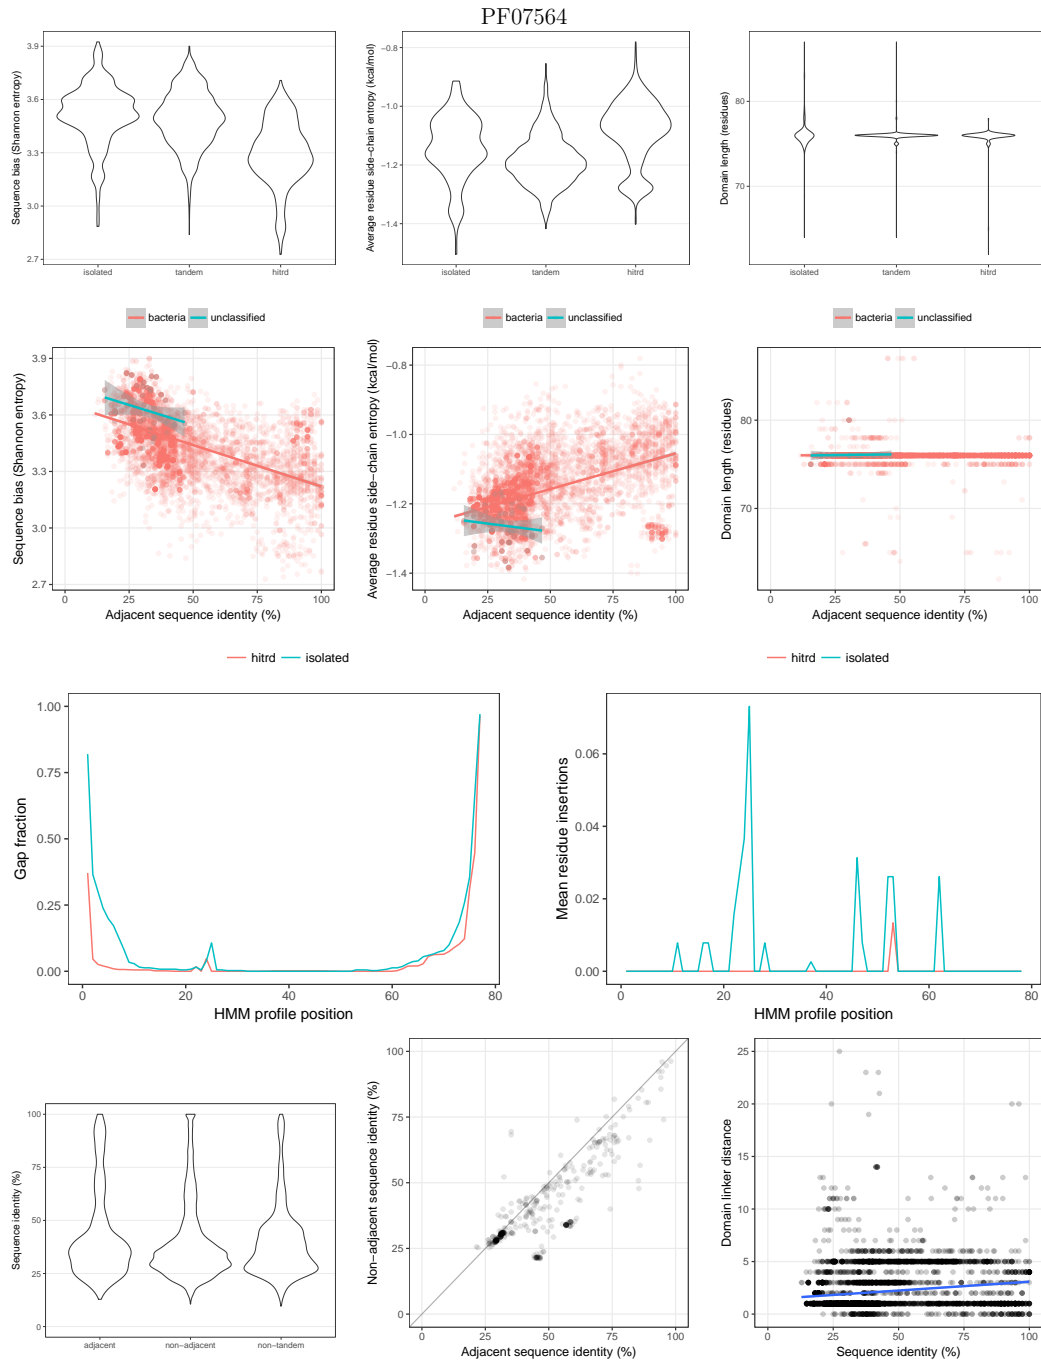 PF07564
Sequence bias (Shannon entropy)
3.9
3.6
3.3
3.0
2.7
isolated tandem hitrd
Average residue side−chain entropy (kcal/mol)
−0.8
−1.0
−1.2
−1.4
isolated tandem hitrd
Domain length (residues)
80
70
isolated tandem hitrd
bacteria unclassified
Sequence bias (Shannon entropy)
3.9
3.6
3.3
3.0
2.7
0 25 50 75 100
Adjacent sequence identity (%)
bacteria unclassified
Average residue side−chain entropy (kcal/mol)
−0.8
−1.0
−1.2
−1.4
0 25 50 75 100
Adjacent sequence identity (%)
bacteria unclassified
Domain length (residues)
80
70
0 25 50 75 100
Adjacent sequence identity (%)
hitrd isolated
Gap fraction
1.00
0.75
0.50
0.25
0.00
0 20 40 60 80
HMM profile position
hitrd isolated
Mean residue insertions
0.06
0.04
0.02
0.00
0 20 40 60 80
HMM profile position
Sequence identity (%)
100
75
50
25
0
adjacent non−adjacent non−tandem
Non−adjacent sequence identity (%)
100
75
50
25
0
0 25 50 75 100
Adjacent sequence identity (%)
Domain linker distance
25
20
15
10
5
0
0 25 50 75 100
Sequence identity (%)